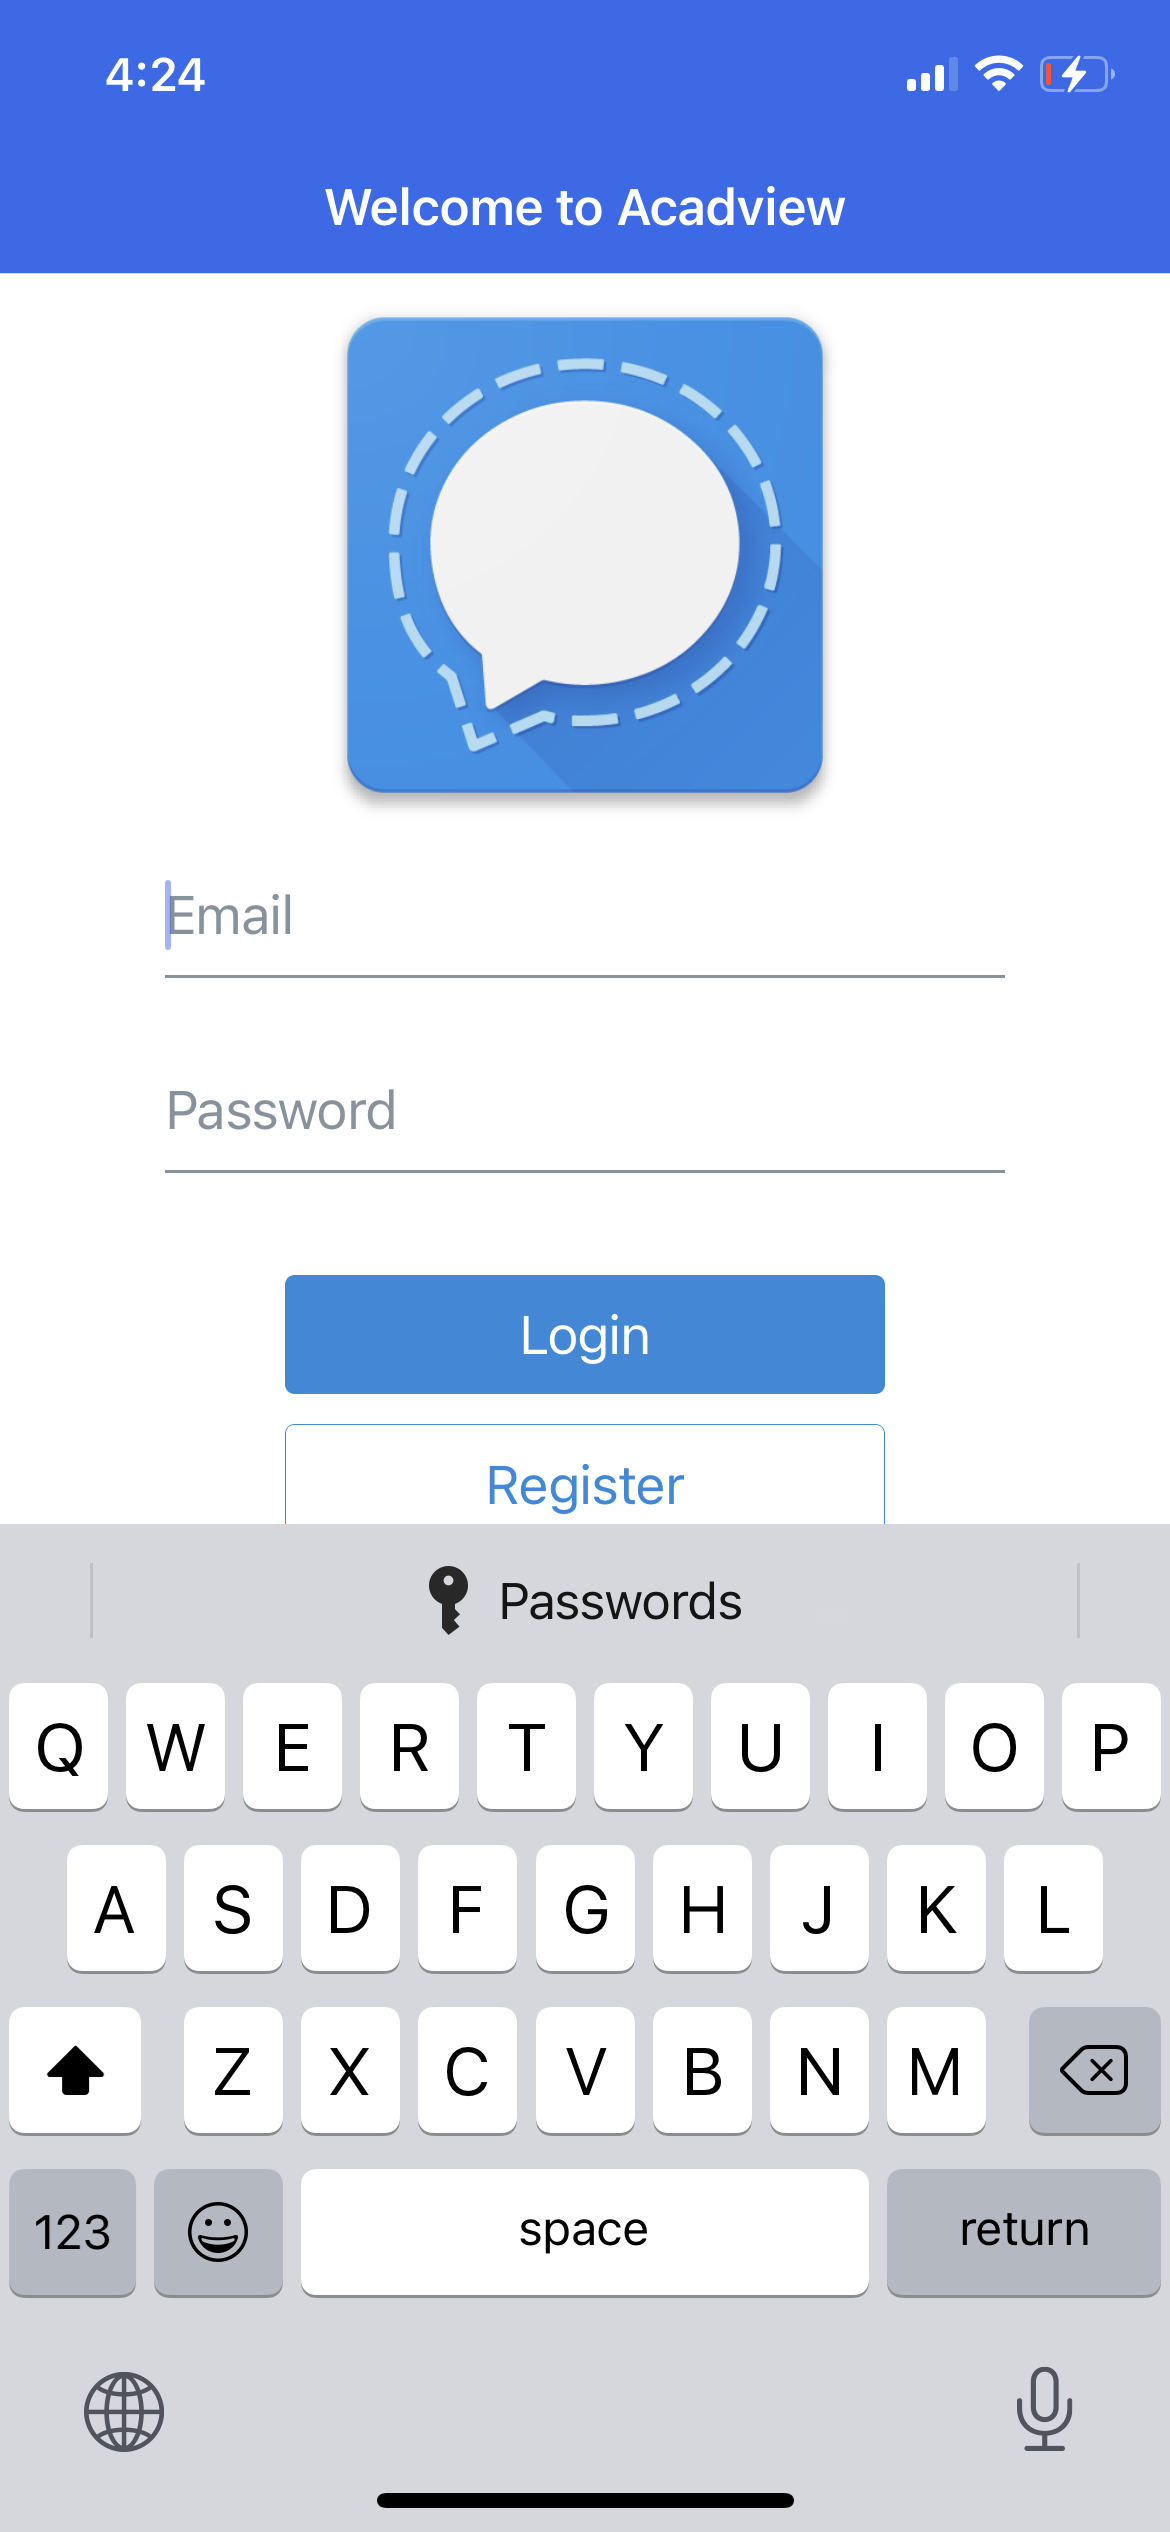 4:24
Welcome to Acadview
Email
Password
Login
Register
Passwords
Q W E R T Y U I O P
A S D F G H J K L
Z X C V B N M
123 space return